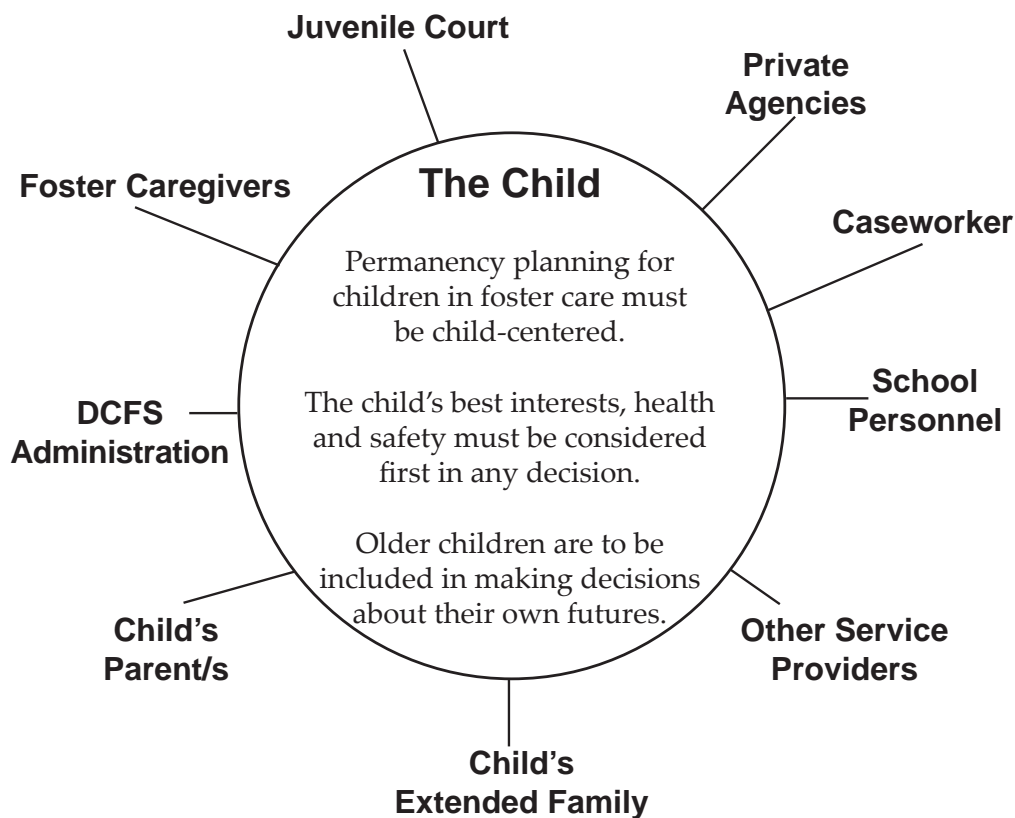 Juvenile Court
Private
Agencies
Foster Caregivers
The Child
Caseworker
Permanency planning for
children in foster care must
be child-centered.
The child’s best interests, health
and safety must be considered
first in any decision.
Older children are to be
included in making decisions
about their own futures.
DCFS
Administration
School
Personnel
Child’s
Parent/s
Other Service
Providers
Child’s
Extended Family